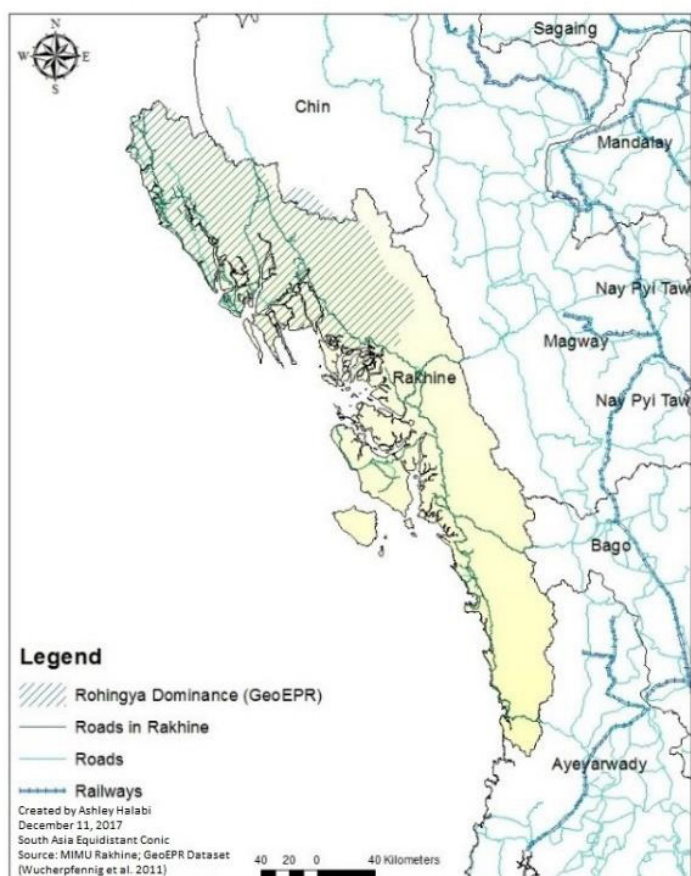 N
W E
S
Sagaing
Chin
Mandalay
Nay Pyi Taw
Magway
Nay Pyi Taw
Rakhine
Bago
Ayeyarwady
Legend
Rohingya Dominance (GeoEPR)
Roads in Rakhine
Roads
Railways
Created by Ashley Halabi
December 11, 2017
South Asia Equidistant Conic
Source: MIMU Rakhine; GeoEPR Dataset
(Wucherpfennig et al. 2011)
40 20 0 40 Kilometers